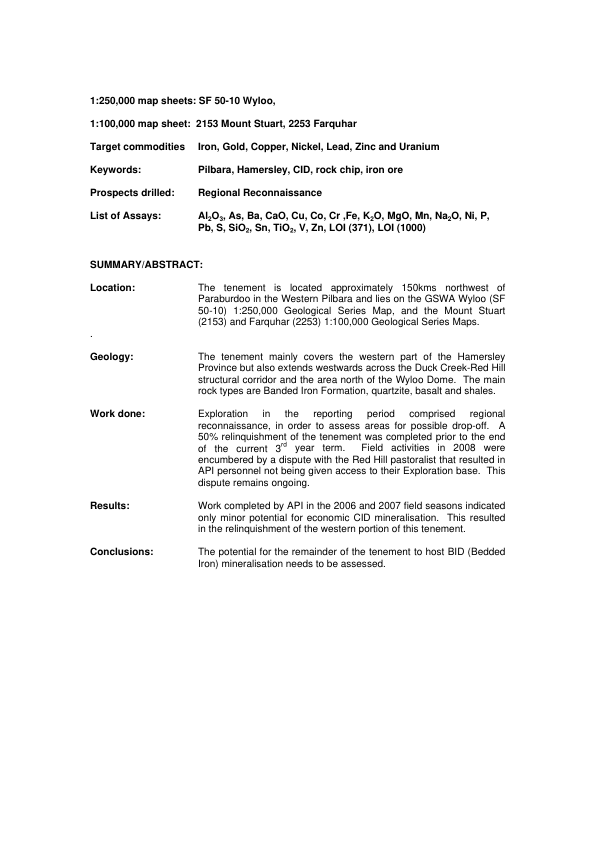 1:250,000 map sheets: SF 50-10 Wyloo,
1:100,000 map sheet: 2153 Mount Stuart, 2253 Farquhar
Target commodities Iron, Gold, Copper, Nickel, Lead, Zinc and Uranium
Keywords: Pilbara, Hamersley, CID, rock chip, iron ore
Prospects drilled: Regional Reconnaissance
List of Assays: Al₂O₃, As, Ba, CaO, Cu, Co, Cr ,Fe, K₂O, MgO, Mn, Na₂O, Ni, P,
Pb, S, SiO₂, Sn, TiO₂, V, Zn, LOI (371), LOI (1000)
SUMMARY/ABSTRACT:
Location: The tenement is located approximately 150kms northwest of
Paraburdoo in the Western Pilbara and lies on the GSWA Wyloo (SF
50-10) 1:250,000 Geological Series Map, and the Mount Stuart
(2153) and Farquhar (2253) 1:100,000 Geological Series Maps.
.
Geology: The tenement mainly covers the western part of the Hamersley
Province but also extends westwards across the Duck Creek-Red Hill
structural corridor and the area north of the Wyloo Dome. The main
rock types are Banded Iron Formation, quartzite, basalt and shales.
Work done: Exploration in the reporting period comprised regional
reconnaissance, in order to assess areas for possible drop-off. A
50% relinquishment of the tenement was completed prior to the end
of the current 3rd year term. Field activities in 2008 were
encumbered by a dispute with the Red Hill pastoralist that resulted in
API personnel not being given access to their Exploration base. This
dispute remains ongoing.
Results: Work completed by API in the 2006 and 2007 field seasons indicated
only minor potential for economic CID mineralisation. This resulted
in the relinquishment of the western portion of this tenement.
Conclusions: The potential for the remainder of the tenement to host BID (Bedded
Iron) mineralisation needs to be assessed.